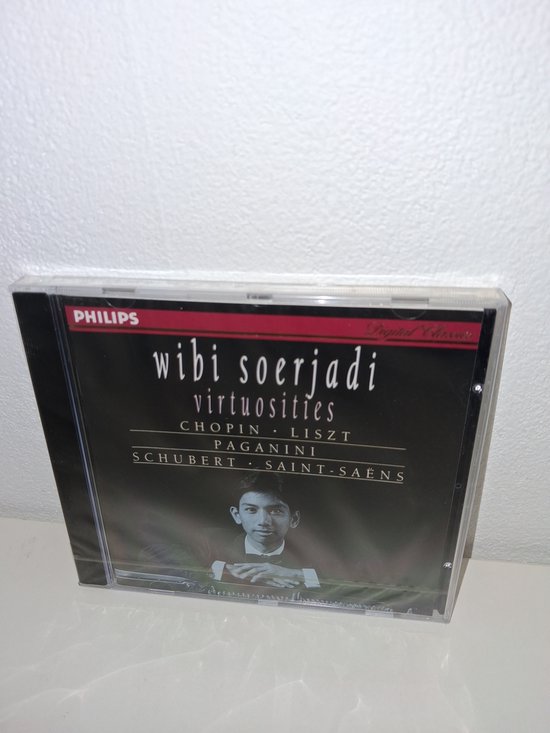 PHILIPS
Digital Classics
wibi soerjadi
virtuosities
CHOPIN · LISZT
PAGANINI
SCHUBERT · SAINT-SAËNS